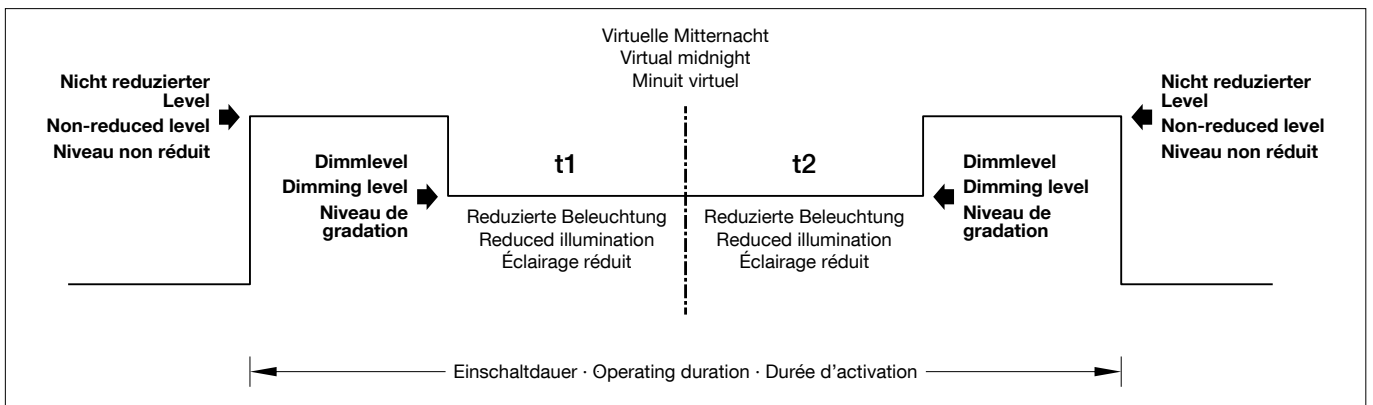 Virtuelle Mitternacht
Virtual midnight
Minuit virtuel
Nicht reduzierter
Level
Non-reduced level
Niveau non réduit
Nicht reduzierter
Level
Non-reduced level
Niveau non réduit
Dimmlevel
Dimming level
Niveau de
gradation
t1
Reduzierte Beleuchtung
Reduced illumination
Éclairage réduit
t2
Reduzierte Beleuchtung
Reduced illumination
Éclairage réduit
Dimmlevel
Dimming level
Niveau de
gradation
Einschaltdauer · Operating duration · Durée d'activation